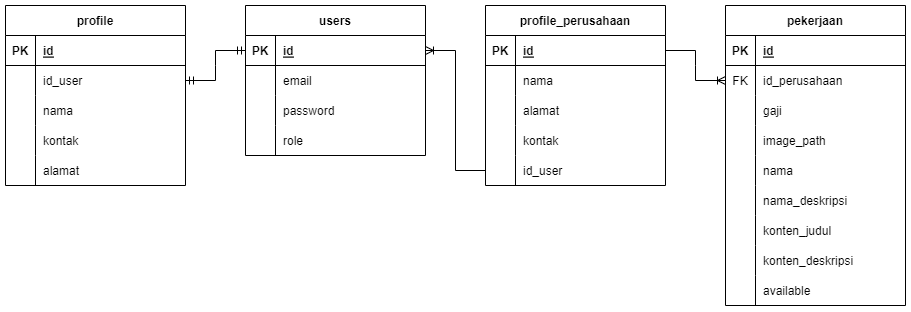 profile
PK id
id_user
nama
kontak
alamat
users
PK id
email
password
role
profile_perusahaan
PK id
nama
alamat
kontak
id_user
pekerjaan
PK id
FK id_perusahaan
gaji
image_path
nama
nama_deskripsi
konten_judul
konten_deskripsi
available